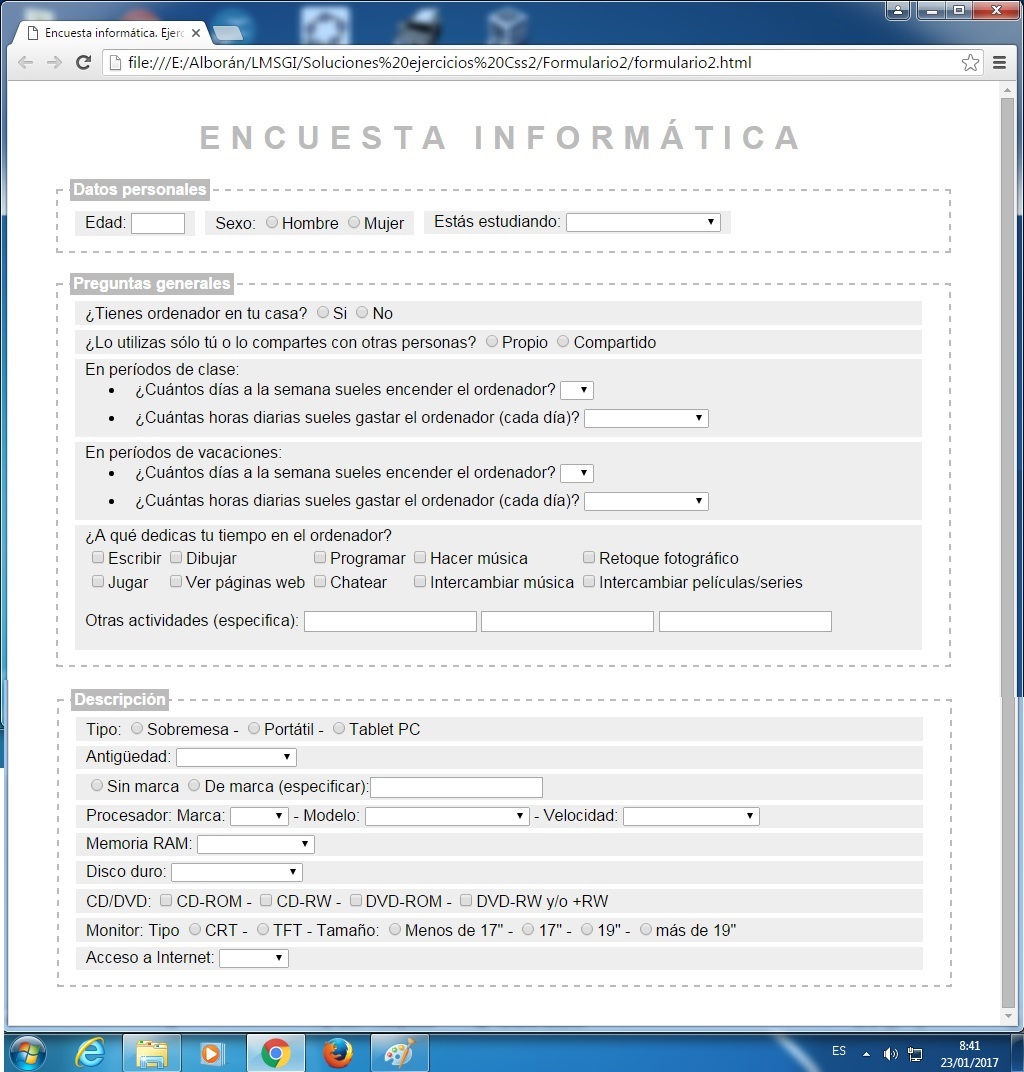 Encuesta informática. Ejerc
file:///E:/Alborán/LMSGI/Soluciones%20ejercicios%20Css2/Formulario2/formulario2.html
ENCUESTA INFORMÁTICA
Datos personales
Edad: Sexo: Hombre Mujer Estás estudiando:
Preguntas generales
¿Tienes ordenador en tu casa? Si No
¿Lo utilizas sólo tú o lo compartes con otras personas? Propio Compartido
En períodos de clase:
• ¿Cuántos días a la semana sueles encender el ordenador?
• ¿Cuántas horas diarias sueles gastar el ordenador (cada día)?
En períodos de vacaciones:
• ¿Cuántos días a la semana sueles encender el ordenador?
• ¿Cuántas horas diarias sueles gastar el ordenador (cada día)?
¿A qué dedicas tu tiempo en el ordenador?
Escribir Dibujar Programar Hacer música Retoque fotográfico
Jugar Ver páginas web Chatear Intercambiar música Intercambiar películas/series
Otras actividades (especifica):
Descripción
Tipo: Sobremesa - Portátil - Tablet PC
Antigüedad:
Sin marca De marca (especificar):
Procesador: Marca: - Modelo: - Velocidad:
Memoria RAM:
Disco duro:
CD/DVD: CD-ROM - CD-RW - DVD-ROM - DVD-RW y/o +RW
Monitor: Tipo CRT - TFT - Tamaño: Menos de 17" - 17" - 19" - más de 19"
Acceso a Internet:
ES
8:41
23/01/2017